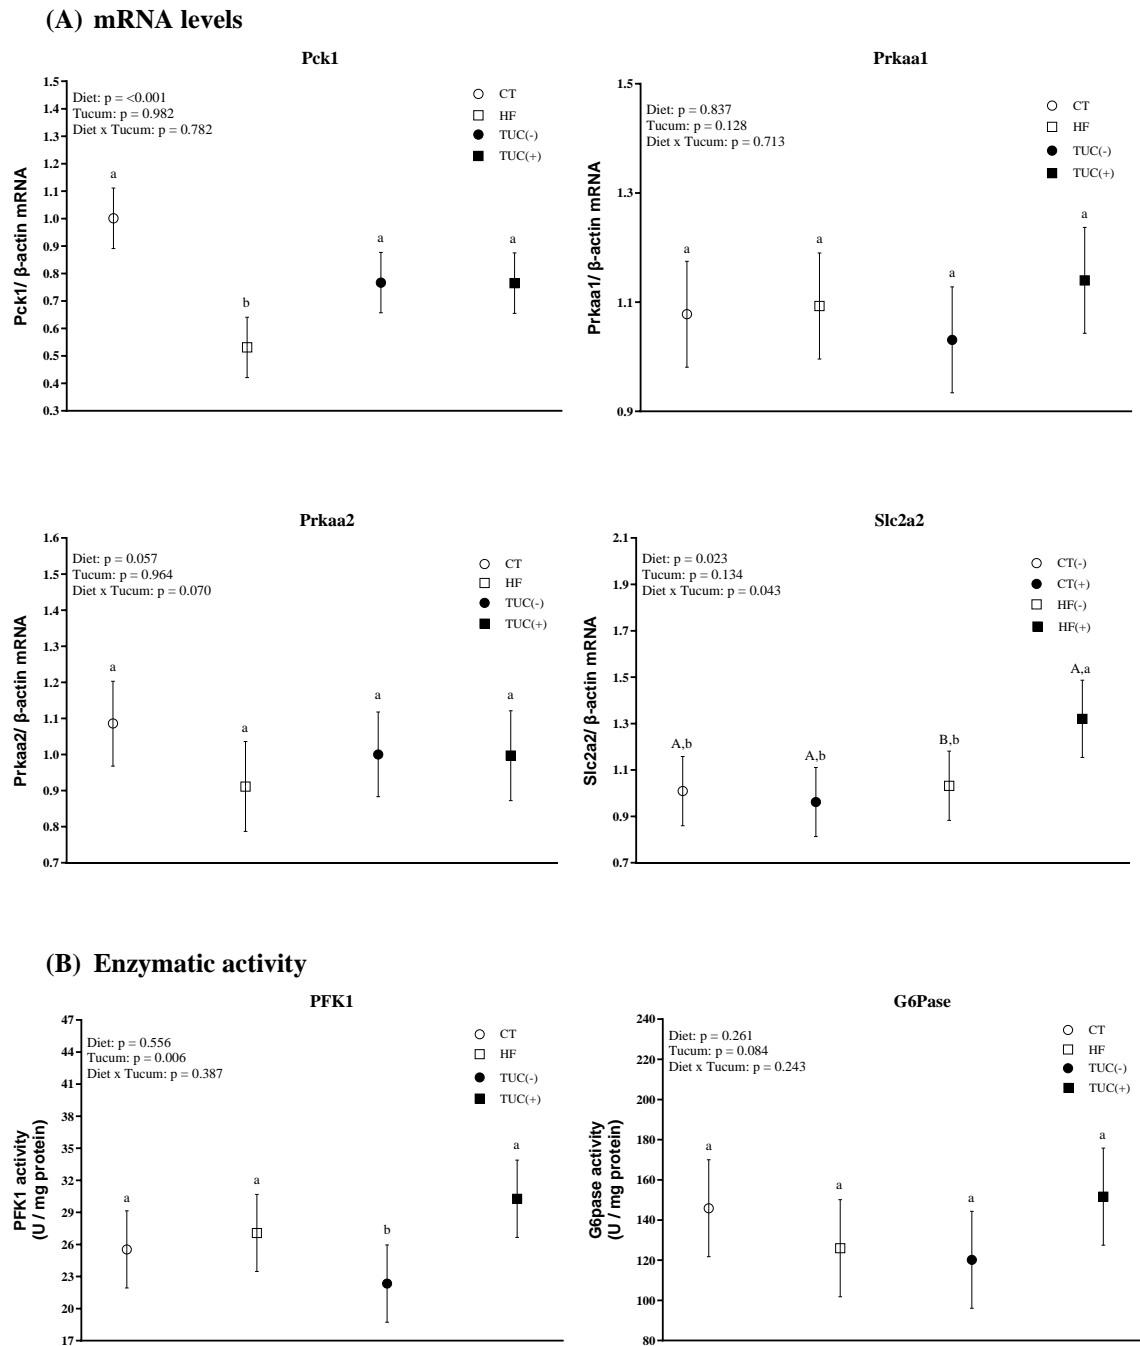 (A) mRNA levels
Pck1
Diet: p = <0.001
Tucum: p = 0.982
Diet x Tucum: p = 0.782
CT
HF
TUC(-)
TUC(+)
Pck1/ β-actin mRNA
1.5
1.4
1.3
1.2
1.1
1.0
0.9
0.8
0.7
0.6
0.5
0.4
0.3
a
b
a
a
Prkaa1
Diet: p = 0.837
Tucum: p = 0.128
Diet x Tucum: p = 0.713
CT
HF
TUC(-)
TUC(+)
Prkaa1/ β-actin mRNA
1.5
1.3
1.1
0.9
a
a
a
a
Prkaa2
Diet: p = 0.057
Tucum: p = 0.964
Diet x Tucum: p = 0.070
CT
HF
TUC(-)
TUC(+)
Prkaa2/ β-actin mRNA
1.6
1.5
1.4
1.3
1.2
1.1
1.0
0.9
0.8
0.7
a
a
a
a
Slc2a2
Diet: p = 0.023
Tucum: p = 0.134
Diet x Tucum: p = 0.043
CT(-)
CT(+)
HF(-)
HF(+)
Slc2a2/ β-actin mRNA
2.1
1.9
1.7
1.5
1.3
1.1
0.9
0.7
A,b
A,b
B,b
A,a
(B) Enzymatic activity
PFK1
Diet: p = 0.556
Tucum: p = 0.006
Diet x Tucum: p = 0.387
CT
HF
TUC(-)
TUC(+)
PFK1 activity
(U / mg protein)
47
44
41
38
35
32
29
26
23
20
17
a
a
b
a
G6Pase
Diet: p = 0.261
Tucum: p = 0.084
Diet x Tucum: p = 0.243
CT
HF
TUC(-)
TUC(+)
G6pase activity
(U / mg protein)
240
220
200
180
160
140
120
100
80
a
a
a
a